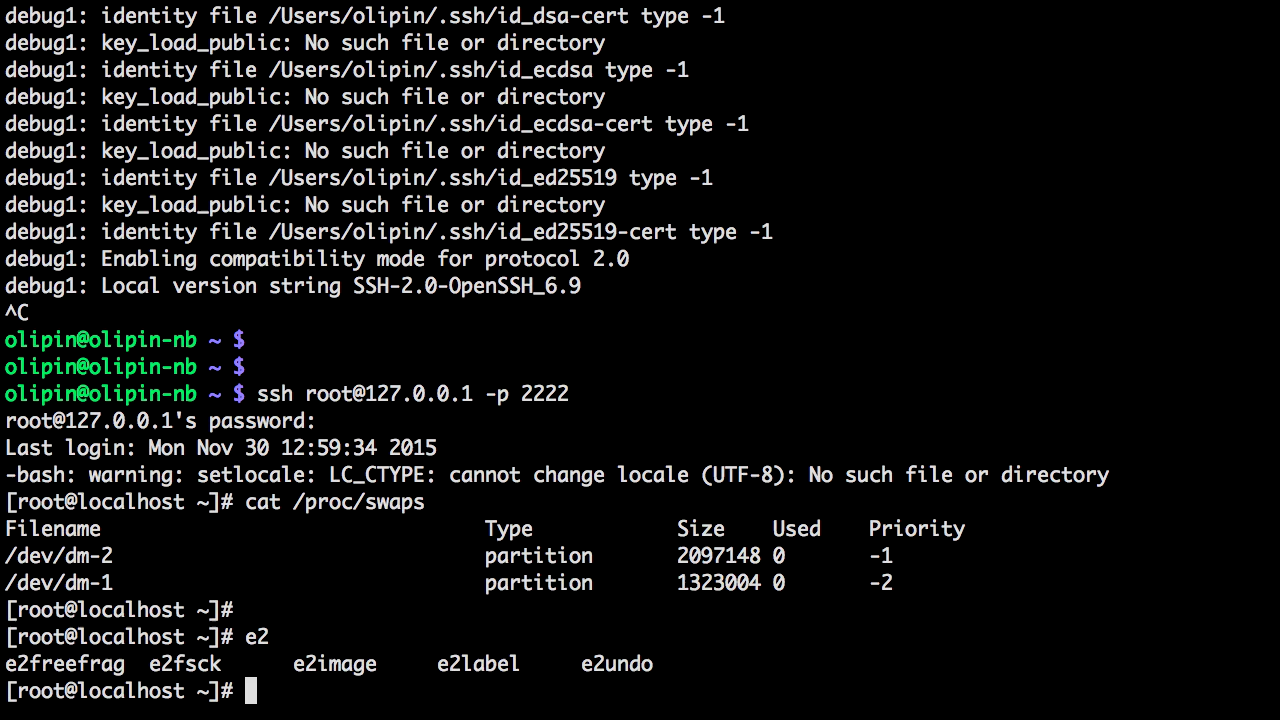 debug1: identity file /Users/olipin/.ssh/id_dsa-cert type -1
debug1: key_load_public: No such file or directory
debug1: identity file /Users/olipin/.ssh/id_ecdsa type -1
debug1: key_load_public: No such file or directory
debug1: identity file /Users/olipin/.ssh/id_ecdsa-cert type -1
debug1: key_load_public: No such file or directory
debug1: identity file /Users/olipin/.ssh/id_ed25519 type -1
debug1: key_load_public: No such file or directory
debug1: identity file /Users/olipin/.ssh/id_ed25519-cert type -1
debug1: Enabling compatibility mode for protocol 2.0
debug1: Local version string SSH-2.0-OpenSSH_6.9
^C
olipin@olipin-nb ~ $
olipin@olipin-nb ~ $
olipin@olipin-nb ~ $ ssh root@127.0.0.1 -p 2222
root@127.0.0.1's password:
Last login: Mon Nov 30 12:59:34 2015
-bash: warning: setlocale: LC_CTYPE: cannot change locale (UTF-8): No such file or directory
[root@localhost ~]# cat /proc/swaps
Filename Type Size Used Priority
/dev/dm-2 partition 2097148 0 -1
/dev/dm-1 partition 1323004 0 -2
[root@localhost ~]#
[root@localhost ~]# e2
e2freefrag e2fsck e2image e2label e2undo
[root@localhost ~]#